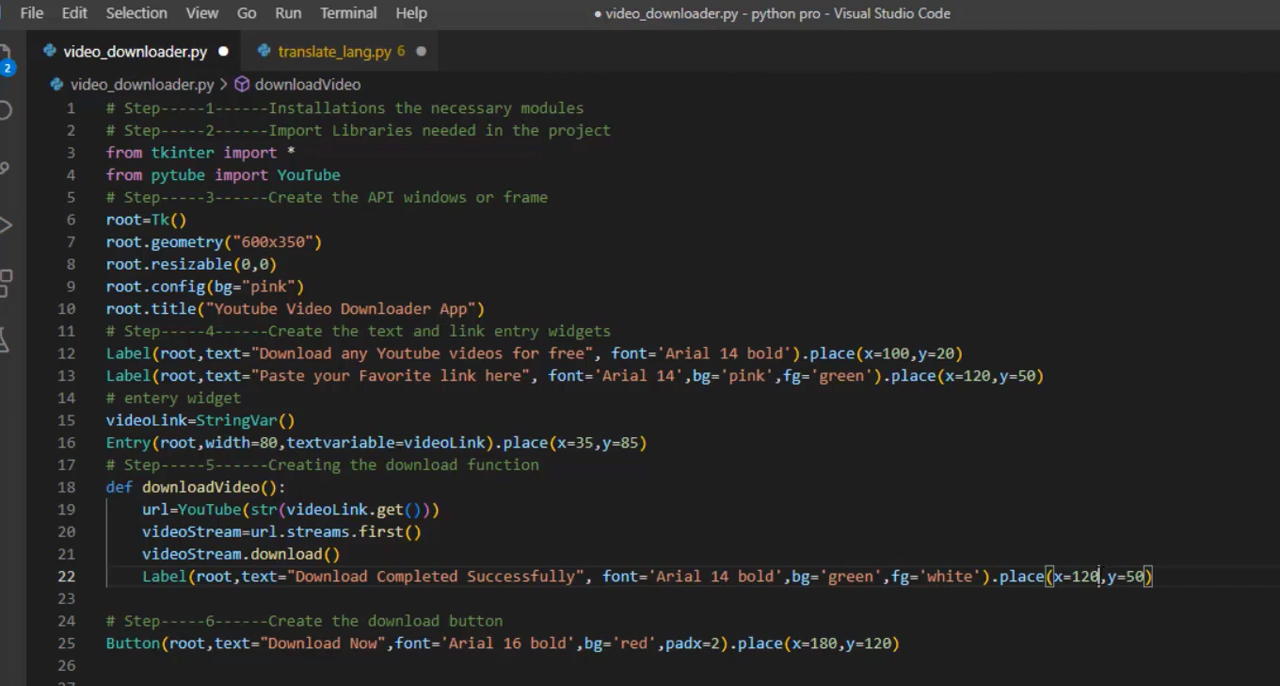 File Edit Selection View Go Run Terminal Help ● video_downloader.py - python pro - Visual Studio Code
video_downloader.py ● translate_lang.py 6 ●
2
video_downloader.py > downloadVideo
1 # Step-----1------Installations the necessary modules
2 # Step-----2------Import Libraries needed in the project
3 from tkinter import *
4 from pytube import YouTube
5 # Step-----3------Create the API windows or frame
6 root=Tk()
7 root.geometry("600x350")
8 root.resizable(0,0)
9 root.config(bg="pink")
10 root.title("Youtube Video Downloader App")
11 # Step-----4------Create the text and link entry widgets
12 Label(root,text="Download any Youtube videos for free", font='Arial 14 bold').place(x=100,y=20)
13 Label(root,text="Paste your Favorite link here", font='Arial 14',bg='pink',fg='green').place(x=120,y=50)
14 # entery widget
15 videoLink=StringVar()
16 Entry(root,width=80,textvariable=videoLink).place(x=35,y=85)
17 # Step-----5------Creating the download function
18 def downloadVideo():
19     url=YouTube(str(videoLink.get()))
20     videoStream=url.streams.first()
21     videoStream.download()
22     Label(root,text="Download Completed Successfully", font='Arial 14 bold',bg='green',fg='white').place(x=120,y=50)
23
24 # Step-----6------Create the download button
25 Button(root,text="Download Now",font='Arial 16 bold',bg='red',padx=2).place(x=180,y=120)
26
27